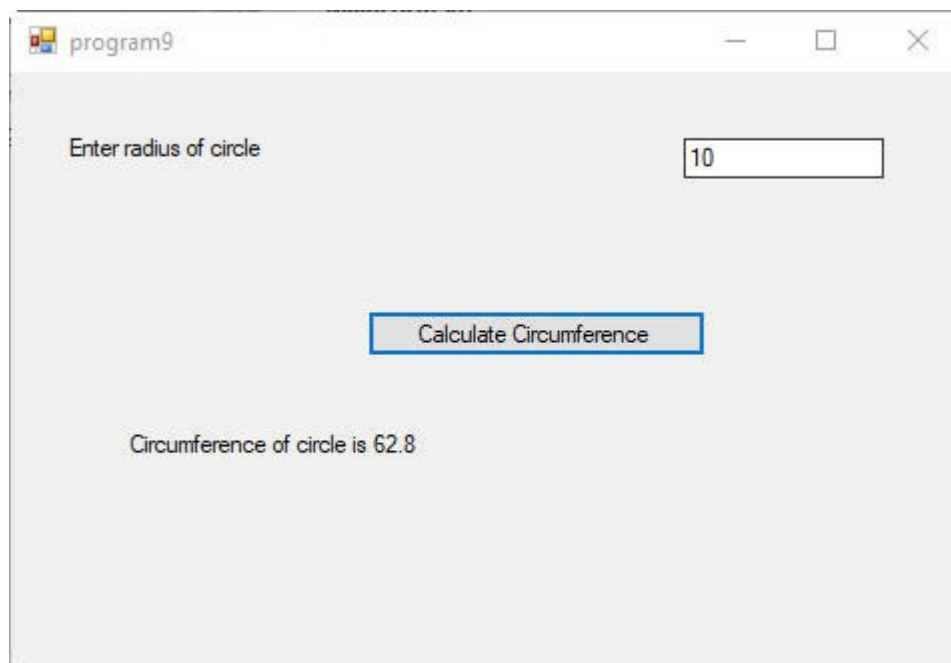 program9
Enter radius of circle
10
Calculate Circumference
Circumference of circle is 62.8